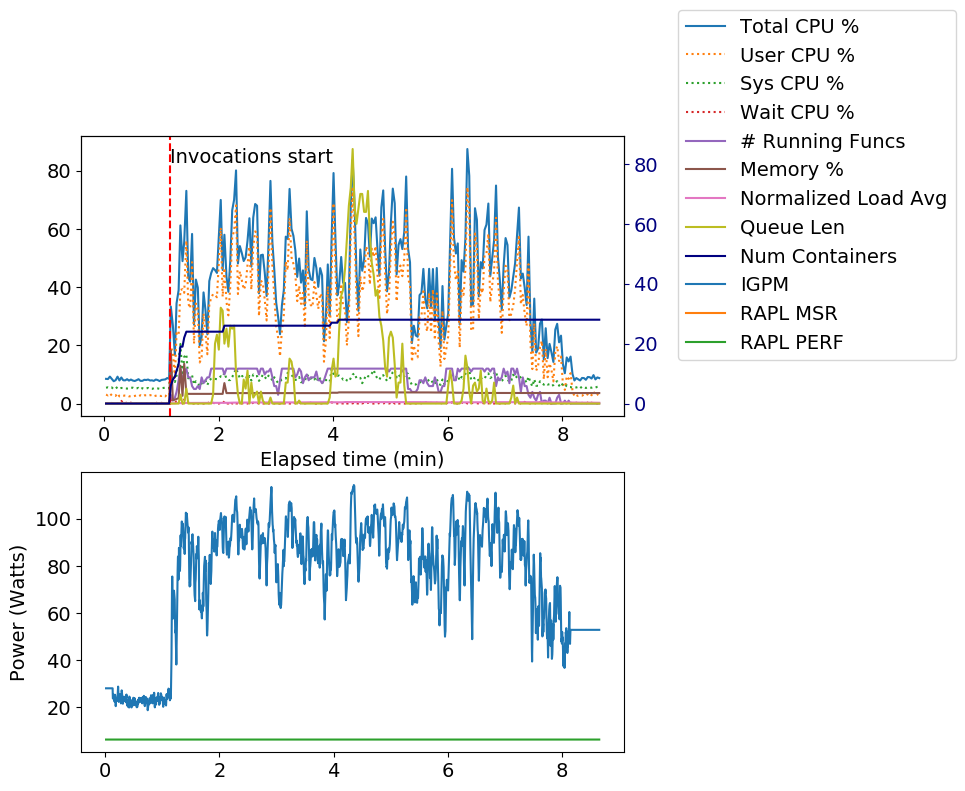 Total CPU %
User CPU %
Sys CPU %
Wait CPU %
# Running Funcs
Memory %
Normalized Load Avg
Queue Len
Num Containers
IGPM
RAPL MSR
RAPL PERF
Invocations start
80
60
40
20
0
80
60
40
20
0
0 2 4 6 8
Elapsed time (min)
Power (Watts)
100
80
60
40
20
0 2 4 6 8